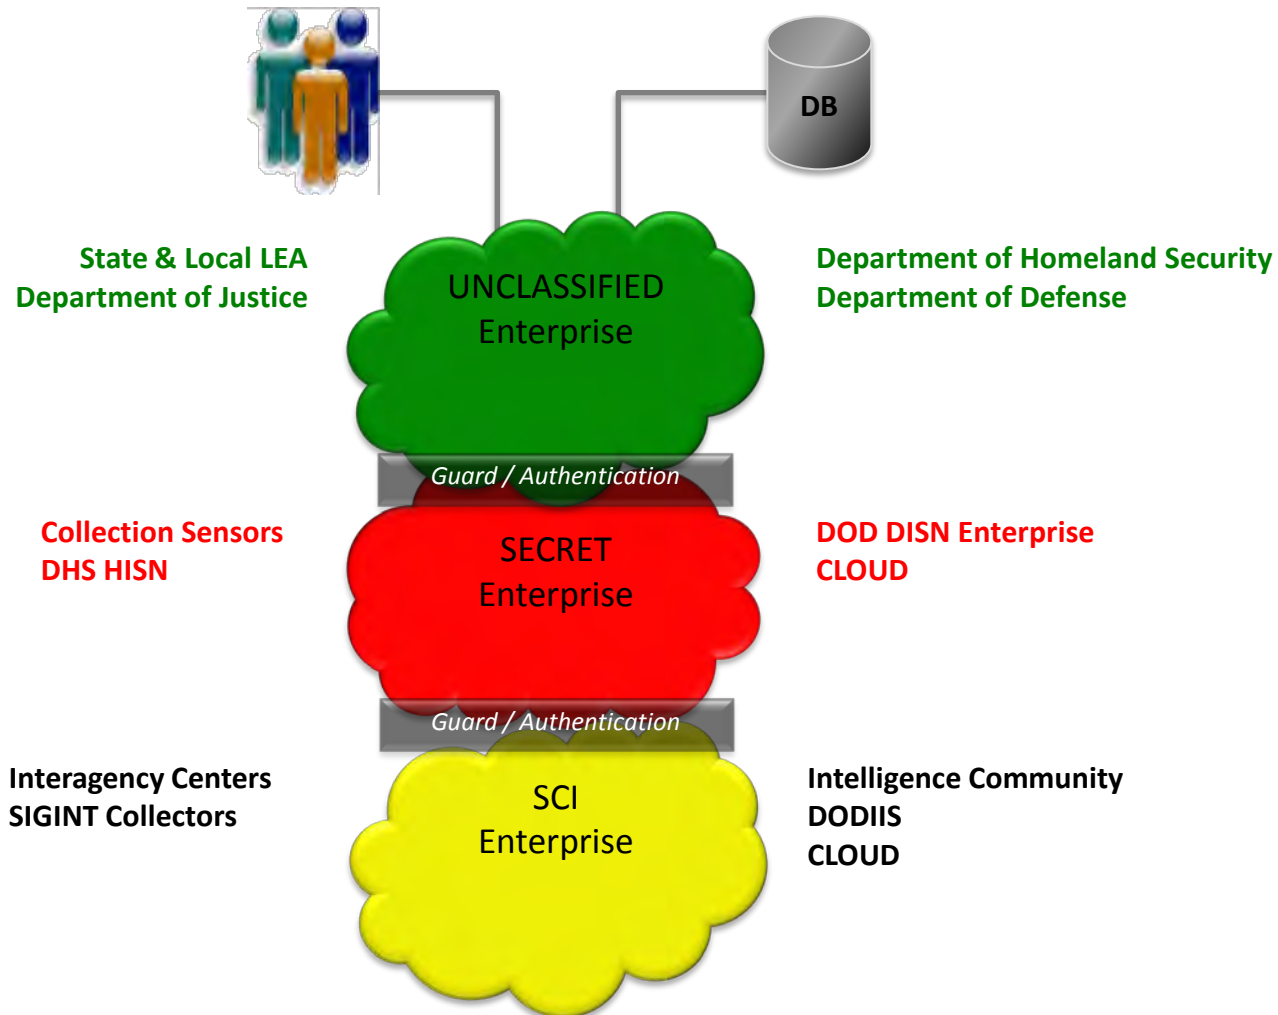 DB
State & Local LEA
Department of Justice
UNCLASSIFIED
Enterprise
Department of Homeland Security
Department of Defense
Guard / Authentication
Collection Sensors
DHS HISN
SECRET
Enterprise
DOD DISN Enterprise
CLOUD
Guard / Authentication
Interagency Centers
SIGINT Collectors
SCI
Enterprise
Intelligence Community
DODIIS
CLOUD